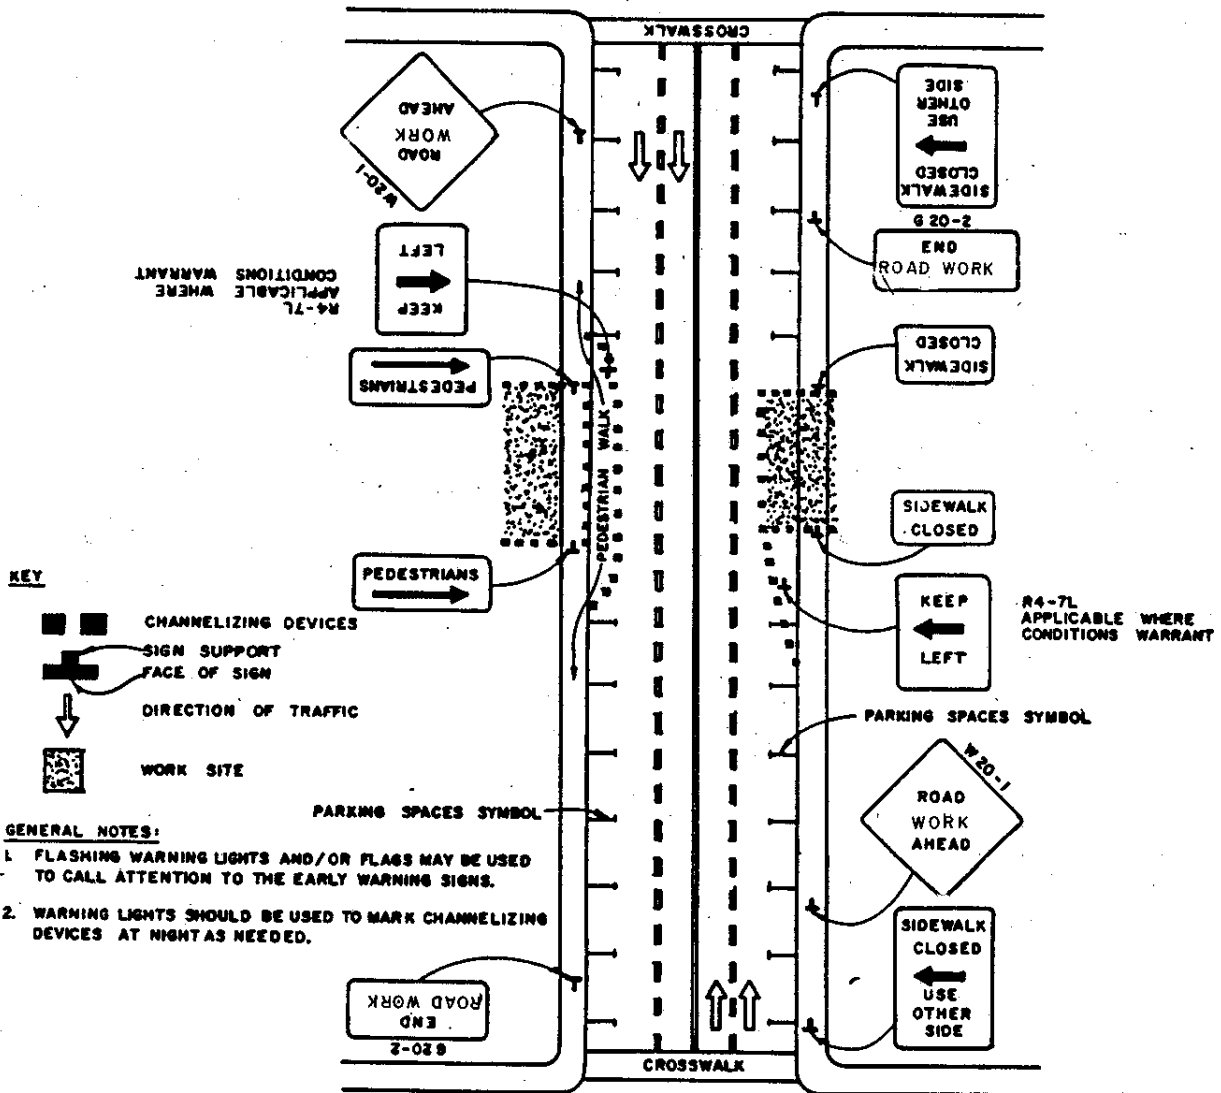 CROSSWALK
ROAD
WORK
AHEAD
W20-1
SIDEWALK
CLOSED
USE
OTHER
SIDE
G 20-2
END
ROAD WORK
KEEP
LEFT
R4-7L
APPLICABLE WHERE
CONDITIONS WARRANT
SIDEWALK
CLOSED
PEDESTRIANS
PEDESTRIAN WALK
SIDEWALK
CLOSED
PEDESTRIANS
KEEP
LEFT
R4-7L
APPLICABLE WHERE
CONDITIONS WARRANT
KEY
CHANNELIZING DEVICES
SIGN SUPPORT
FACE OF SIGN
DIRECTION OF TRAFFIC
WORK SITE
PARKING SPACES SYMBOL
W20-1
ROAD
WORK
AHEAD
PARKING SPACES SYMBOL
GENERAL NOTES:
1. FLASHING WARNING LIGHTS AND/OR FLAGS MAY BE USED
TO CALL ATTENTION TO THE EARLY WARNING SIGNS.
2. WARNING LIGHTS SHOULD BE USED TO MARK CHANNELIZING
DEVICES AT NIGHT AS NEEDED.
SIDEWALK
CLOSED
USE
OTHER
SIDE
END
ROAD WORK
G20-2
CROSSWALK